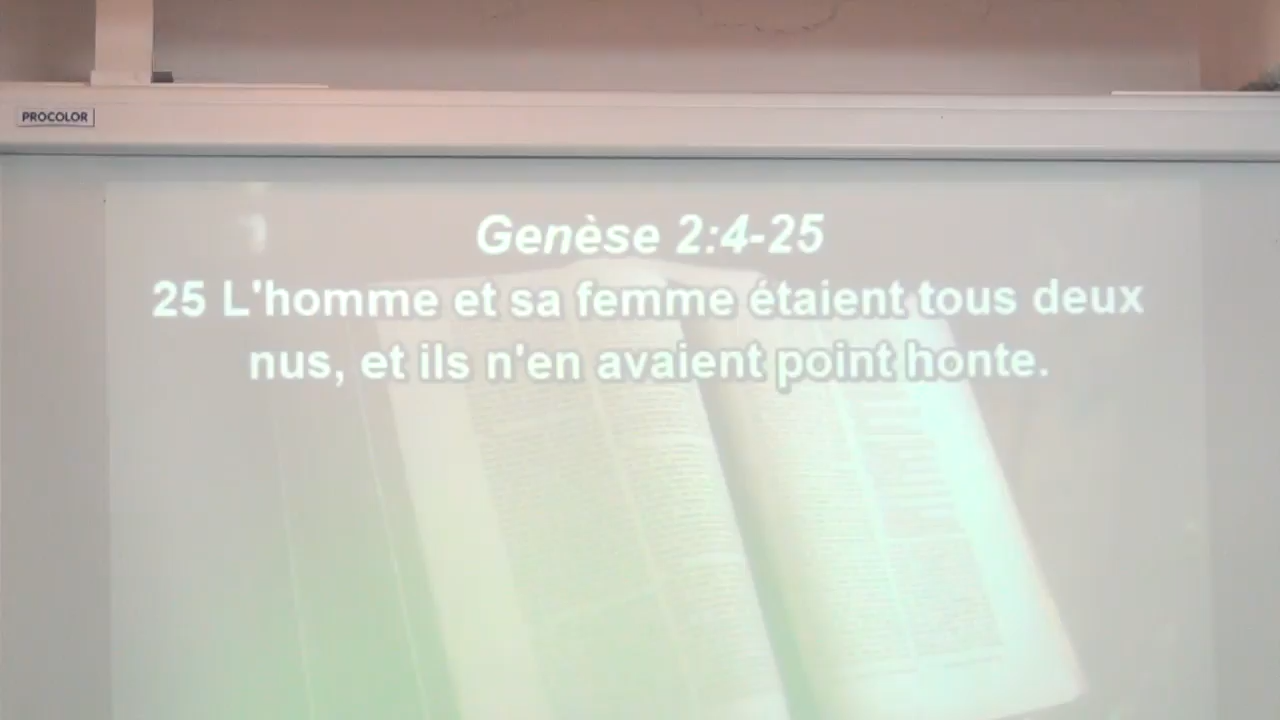 PROCOLOR
Genèse 2:4-25
25 L'homme et sa femme étaient tous deux
nus, et ils n'en avaient point honte.